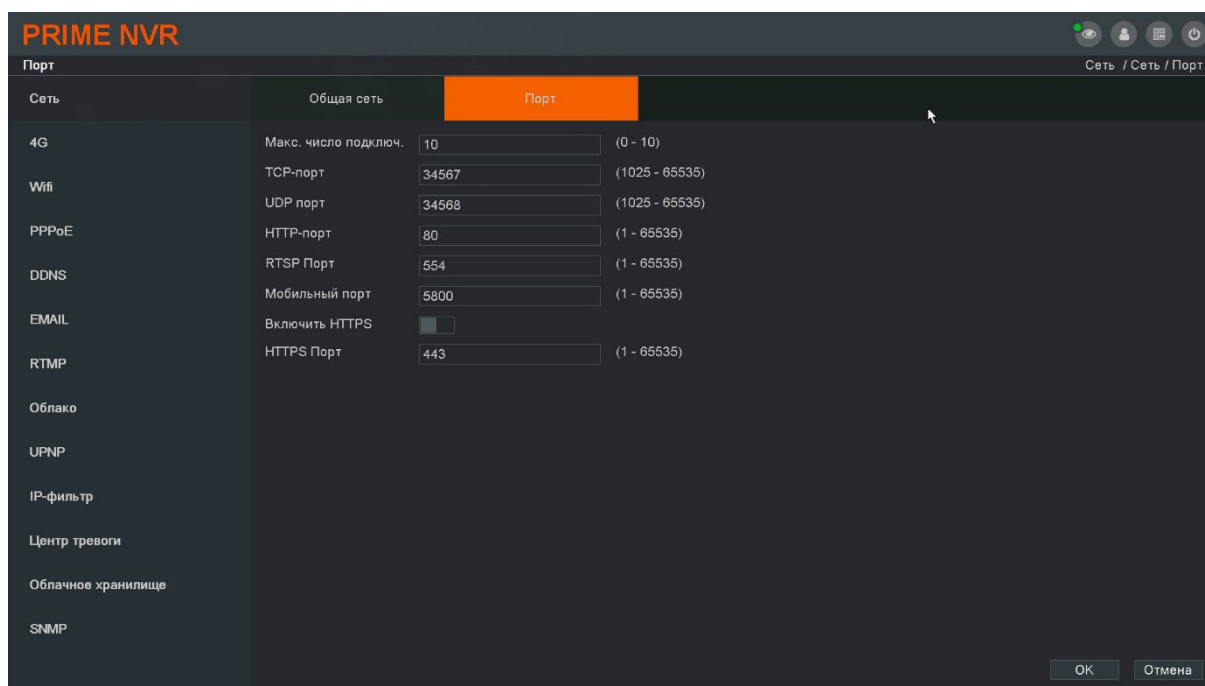 PRIME NVR
Порт
Сеть / Сеть / Порт
Сеть
Общая сеть
Порт
4G
Wifi
PPPoE
DDNS
EMAIL
RTMP
Облако
UPNP
IP-фильтр
Центр тревоги
Облачное хранилище
SNMP
Макс. число подключ. 10 (0 - 10)
TCP-порт 34567 (1025 - 65535)
UDP порт 34568 (1025 - 65535)
HTTP-порт 80 (1 - 65535)
RTSP Порт 554 (1 - 65535)
Мобильный порт 5800 (1 - 65535)
Включить HTTPS
HTTPS Порт 443 (1 - 65535)
OK
Отмена